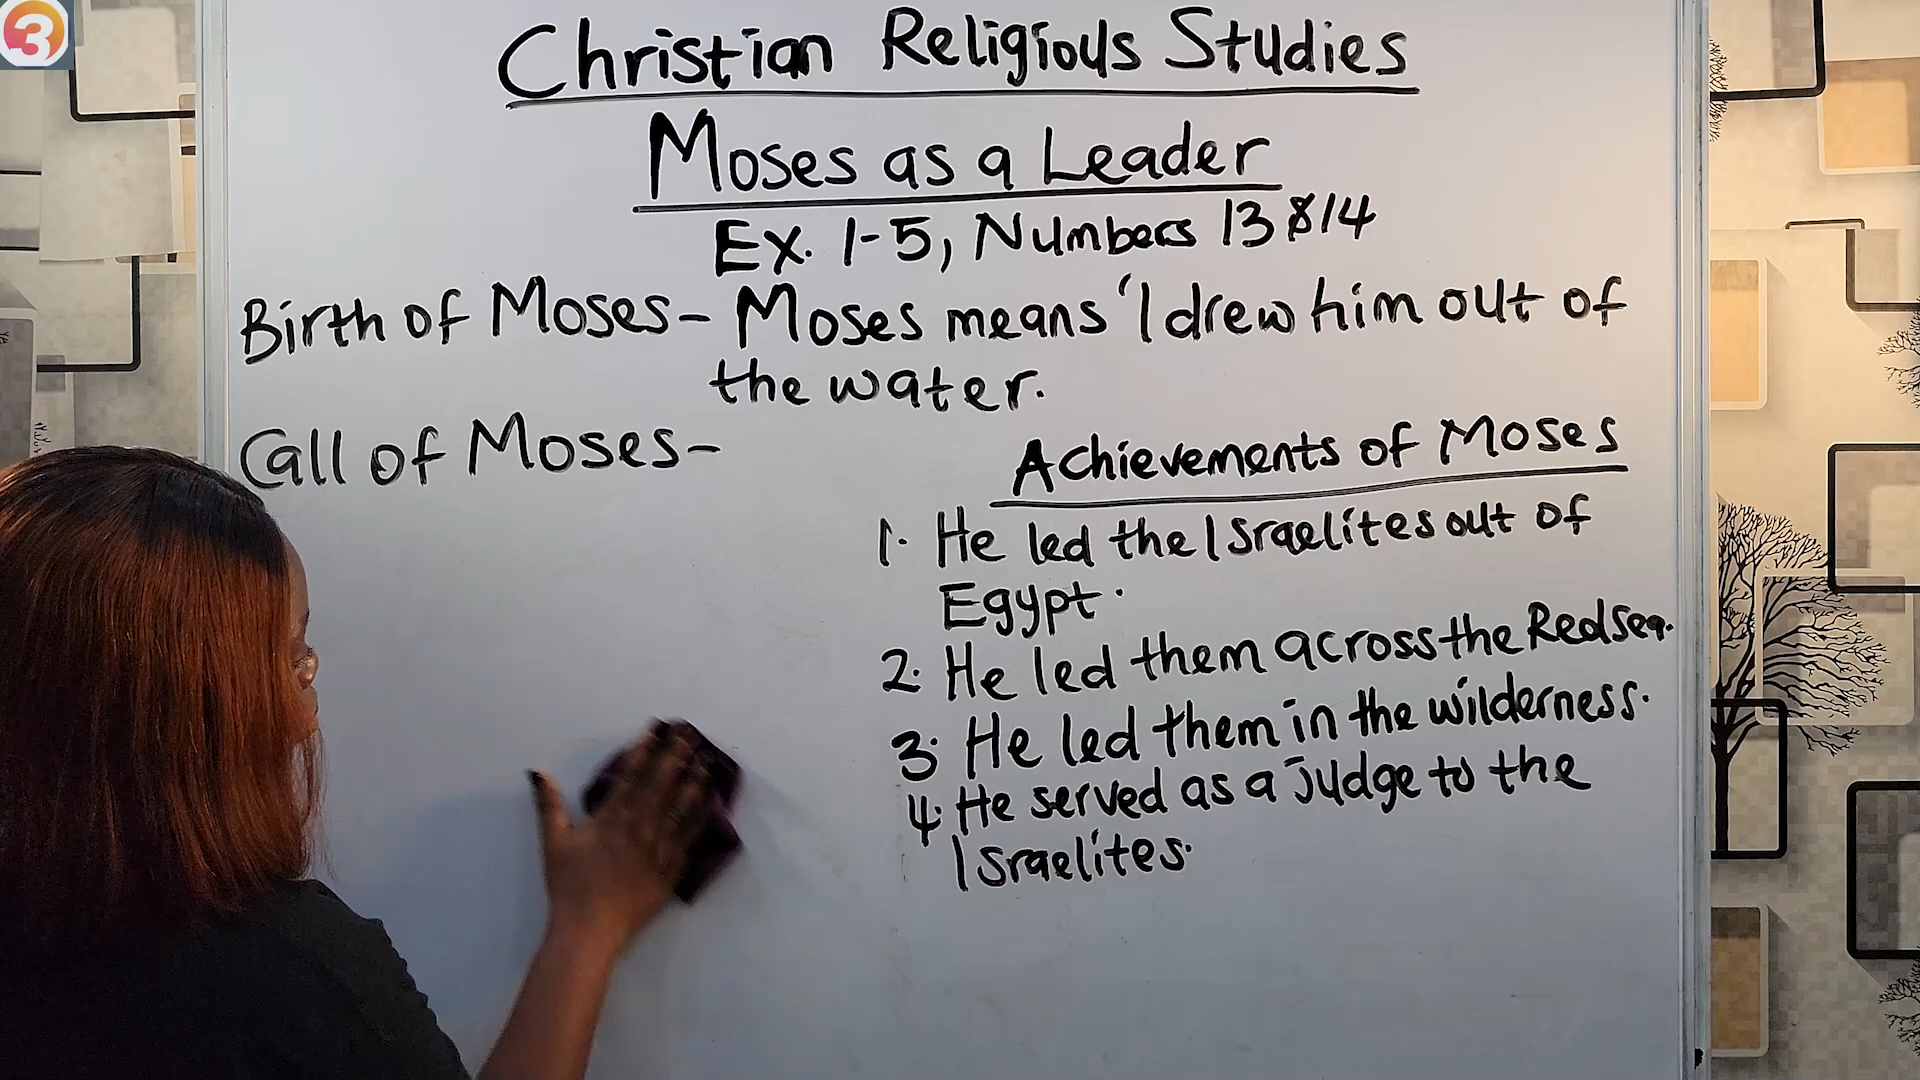 3
Christian Religious Studies
Moses as a Leader
Ex. 1-5, Numbers 13 & 14
Birth of Moses- Moses means 'I drew him out of
the water.
Call of Moses-
Achievements of Moses
1. He led the Israelites out of
Egypt.
2. He led them across the Red sea.
3. He led them in the wilderness.
4. He served as a judge to the
Israelites.